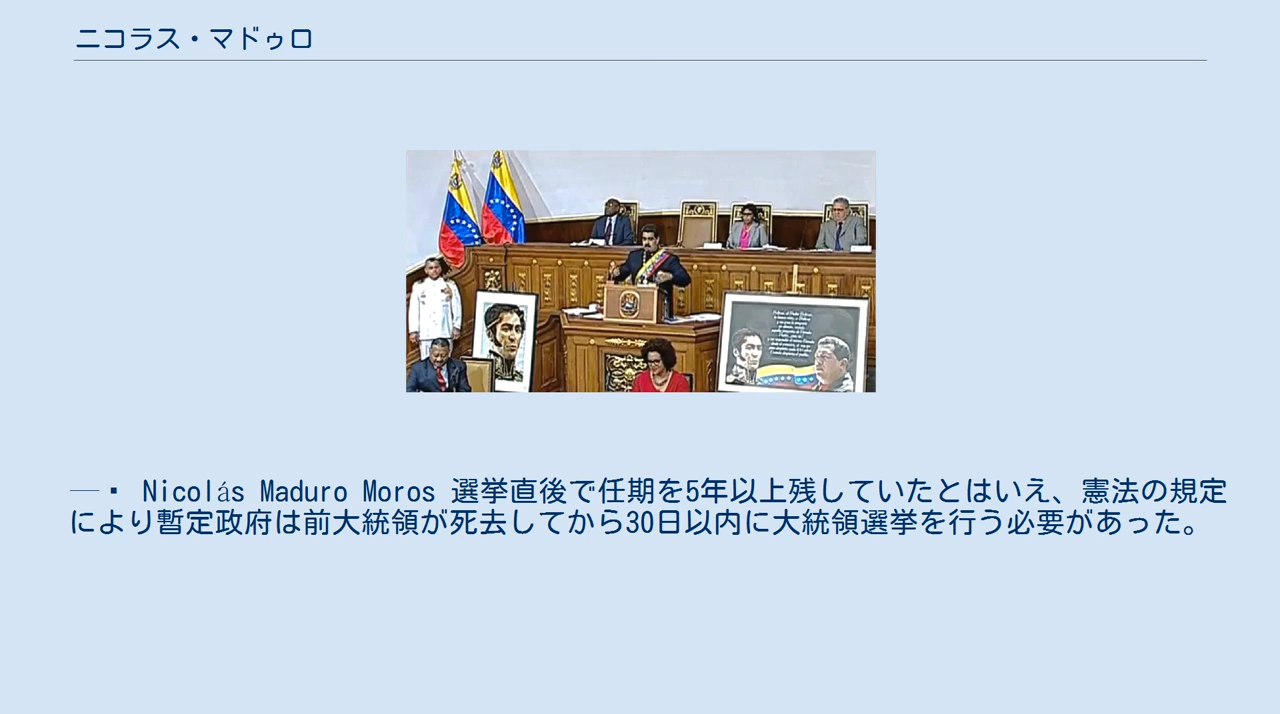 ニコラス・マドゥロ
―▪ Nicolás Maduro Moros 選挙直後で任期を5年以上残していたとはいえ、憲法の規定
により暫定政府は前大統領が死去してから30日以内に大統領選挙を行う必要があった。